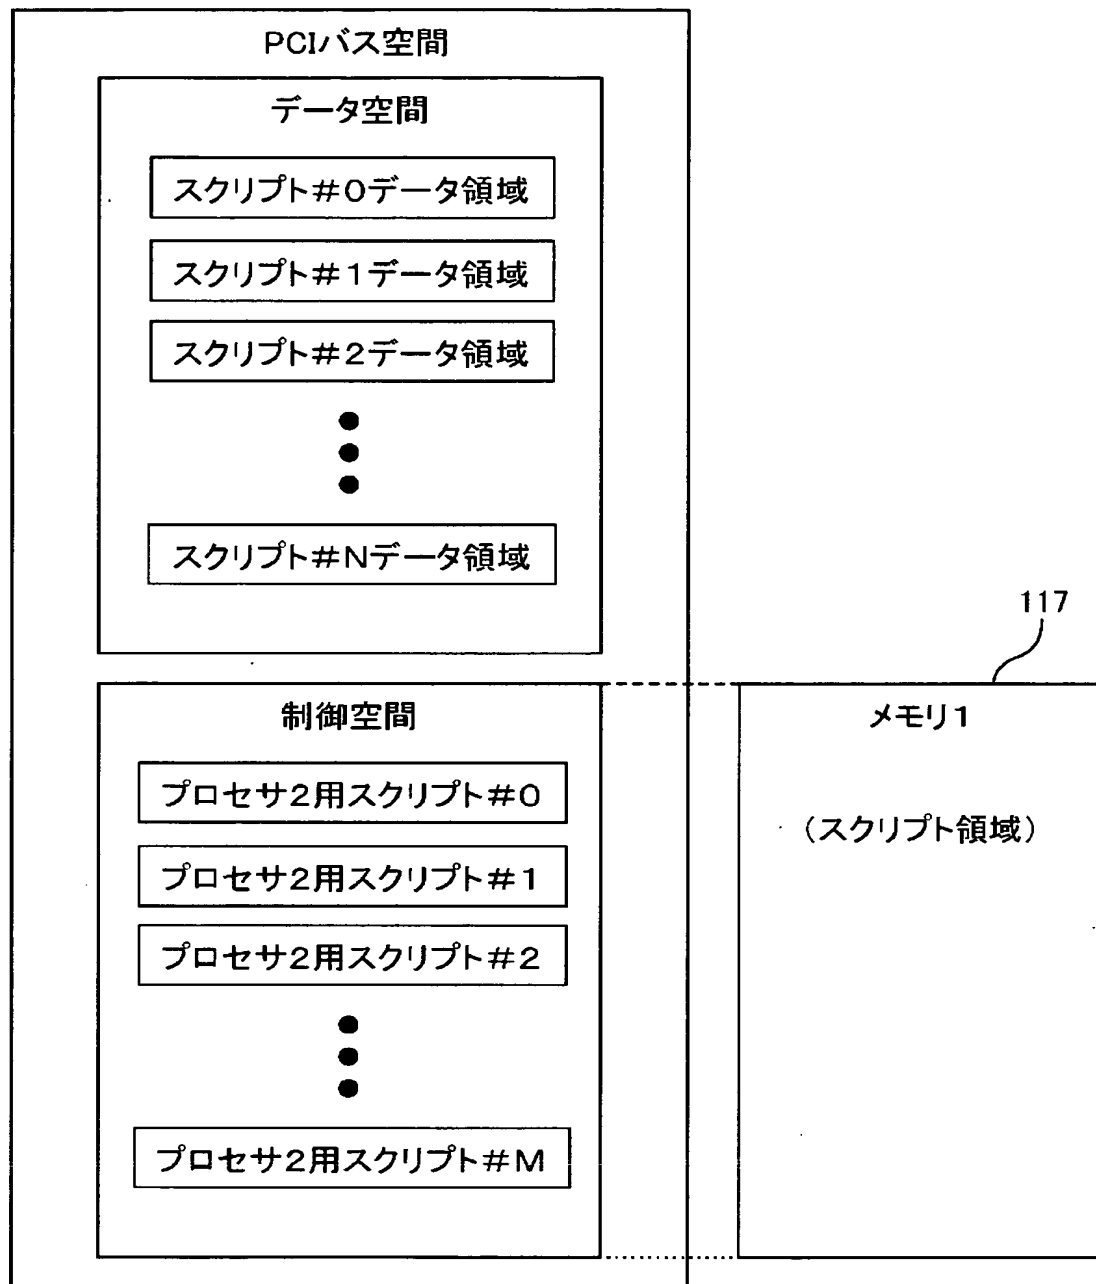 PCIバス空間
データ空間
スクリプト#0データ領域
スクリプト#1データ領域
スクリプト#2データ領域
スクリプト#Nデータ領域
117
制御空間
メモリ1
プロセサ2用スクリプト#0
(スクリプト領域)
プロセサ2用スクリプト#1
プロセサ2用スクリプト#2
プロセサ2用スクリプト#M